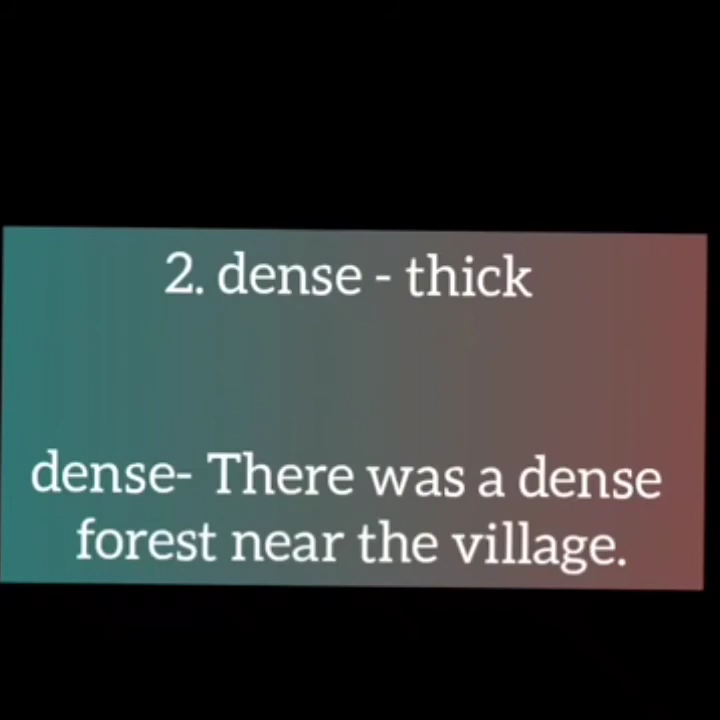 2. dense - thick
dense- There was a dense
forest near the village.